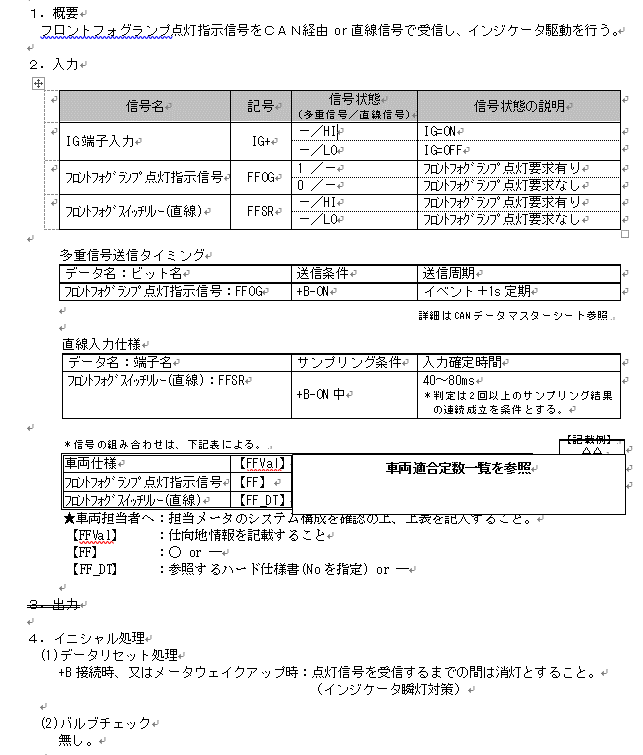 １．概要
フロントフォグランプ点灯指示信号をＣＡＮ経由 or 直線信号で受信し、インジケータ駆動を行う。
２．入力
信号名 記号 信号状態 信号状態の説明
(多重信号／直線信号)
IG端子入力 IG+ －／HI IG=ON
－／LO IG=OFF
ﾌﾛﾝﾄﾌｫｸﾞﾗﾝﾌﾟ点灯指示信号 FFOG 1 ／－ ﾌﾛﾝﾄﾌｫｸﾞﾗﾝﾌﾟ点灯要求有り
0 ／－ ﾌﾛﾝﾄﾌｫｸﾞﾗﾝﾌﾟ点灯要求なし
ﾌﾛﾝﾄﾌｫｸﾞｽｲｯﾁﾘﾚｰ(直線) FFSR －／HI ﾌﾛﾝﾄﾌｫｸﾞﾗﾝﾌﾟ点灯要求有り
－／LO ﾌﾛﾝﾄﾌｫｸﾞﾗﾝﾌﾟ点灯要求なし
多重信号送信タイミング
データ名：ビット名 送信条件 送信周期
ﾌﾛﾝﾄﾌｫｸﾞﾗﾝﾌﾟ点灯指示信号：FFOG +B-ON イベント＋1s 定期
詳細はCANデータマスターシート参照
直線入力仕様
データ名：端子名 サンプリング条件 入力確定時間
ﾌﾛﾝﾄﾌｫｸﾞｽｲｯﾁﾘﾚｰ(直線)：FFSR +B-ON 中 40～80ms
＊判定は２回以上のサンプリング結果
の連続成立を条件とする。
＊信号の組み合わせは、下記表による。 【記載例】
車両仕様 【FFVal】 車両適合定数一覧を参照
ﾌﾛﾝﾄﾌｫｸﾞﾗﾝﾌﾟ点灯指示信号 【FF】
ﾌﾛﾝﾄﾌｫｸﾞｽｲｯﾁﾘﾚｰ(直線) 【FF_DT】
★車両担当者へ：担当メータのシステム構成を確認の上、上表を記入すること。
【FFVal】 ：仕向地情報を記載すること
【FF】 ：○ or ―
【FF_DT】 ：参照するハード仕様書(Noを指定) or ―
３．出力
４．イニシャル処理
(1)データリセット処理
+B 接続時、又はメータウェイクアップ時：点灯信号を受信するまでの間は消灯とすること。
（インジケータ瞬灯対策）
(2)バルブチェック
無し。